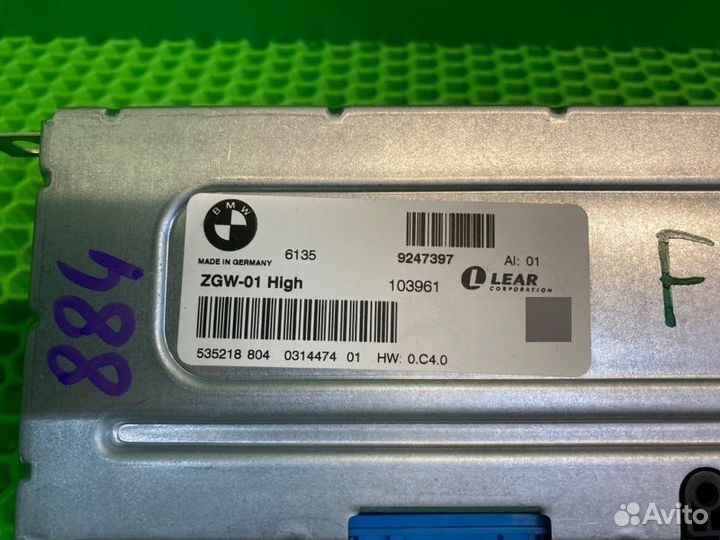 BMW
MADE IN GERMANY
6135
9247397
AI: 01
ZGW-01 High
103961
L LEAR
CORPORATION
535218 804 0314474 01 HW: 0.C4.0
884
F
Avito